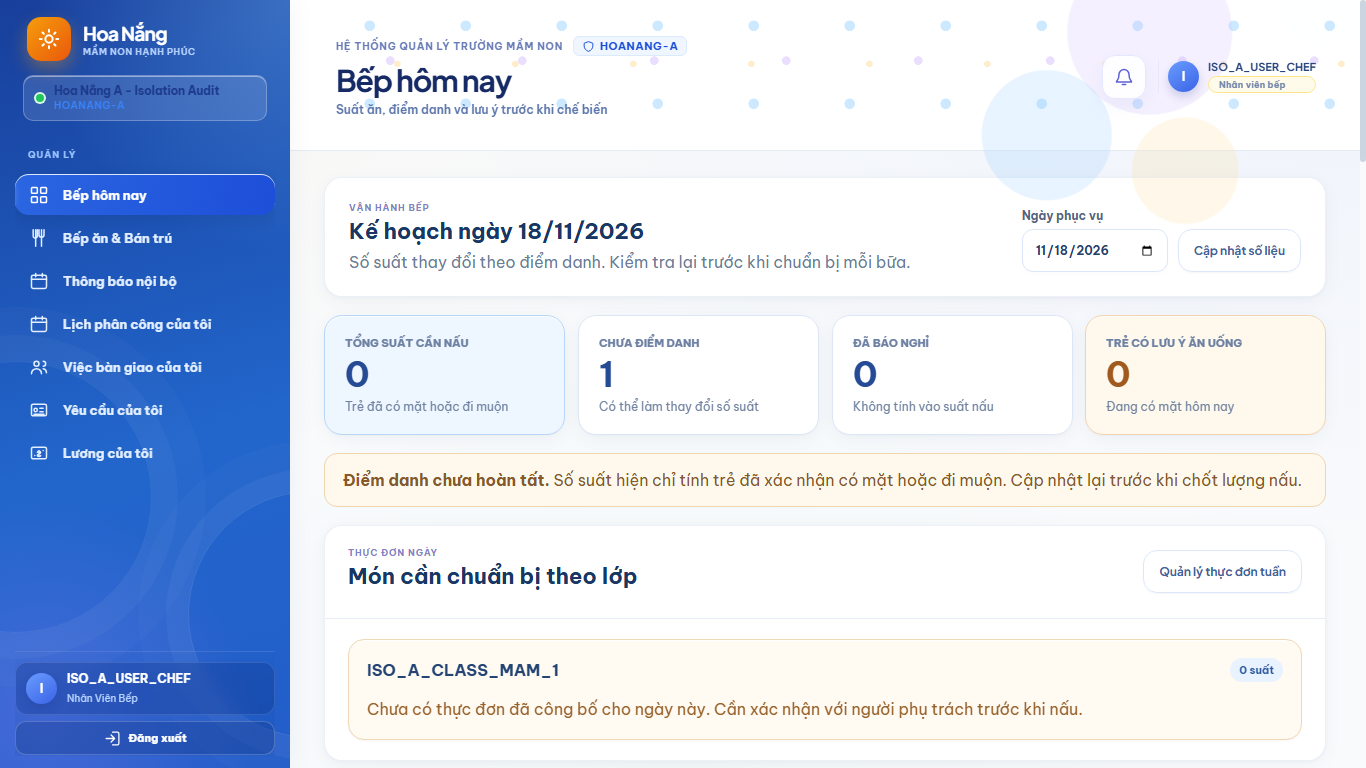 Hoa Nắng
MẦM NON HẠNH PHÚC
Hoa Nắng A - Isolation Audit
HOANANG-A
QUẢN LÝ
Bếp hôm nay
Bếp ăn & Bán trú
Thông báo nội bộ
Lịch phân công của tôi
Việc bàn giao của tôi
Yêu cầu của tôi
Lương của tôi
I
ISO_A_USER_CHEF
Nhân Viên Bếp
Đăng xuất
HỆ THỐNG QUẢN LÝ TRƯỜNG MẦM NON
HOANANG-A
Bếp hôm nay
Suất ăn, điểm danh và lưu ý trước khi chế biến
I
ISO_A_USER_CHEF
Nhân viên bếp
VẬN HÀNH BẾP
Kế hoạch ngày 18/11/2026
Số suất thay đổi theo điểm danh. Kiểm tra lại trước khi chuẩn bị mỗi bữa.
Ngày phục vụ
11/18/2026
Cập nhật số liệu
TỔNG SUẤT CẦN NẤU
0
Trẻ đã có mặt hoặc đi muộn
CHƯA ĐIỂM DANH
1
Có thể làm thay đổi số suất
ĐÃ BÁO NGHỈ
0
Không tính vào suất nấu
TRẺ CÓ LƯU Ý ĂN UỐNG
0
Đang có mặt hôm nay
Điểm danh chưa hoàn tất. Số suất hiện chỉ tính trẻ đã xác nhận có mặt hoặc đi muộn. Cập nhật lại trước khi chốt lượng nấu.
THỰC ĐƠN NGÀY
Món cần chuẩn bị theo lớp
Quản lý thực đơn tuần
ISO_A_CLASS_MAM_1
0 suất
Chưa có thực đơn đã công bố cho ngày này. Cần xác nhận với người phụ trách trước khi nấu.